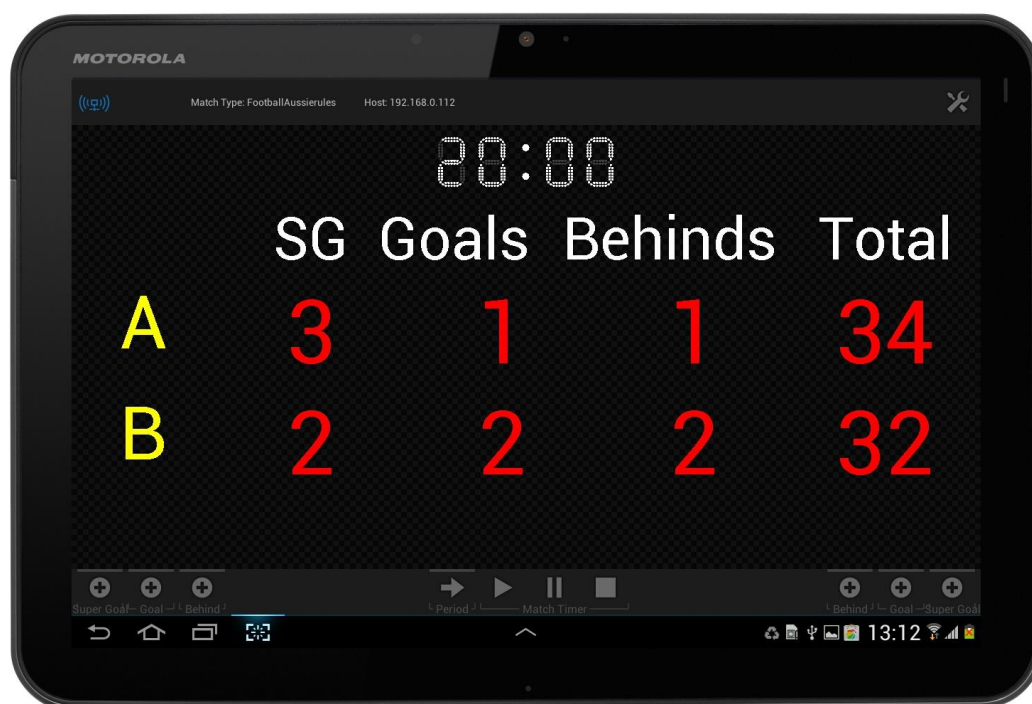 MOTOROLA
Match Type: FootballAussierules Host: 192.168.0.112
20:00
SG Goals Behinds Total
A 3 1 1 34
B 2 2 2 32
Super Goal Goal Behind Period Match Timer Behind Goal Super Goal
13:12